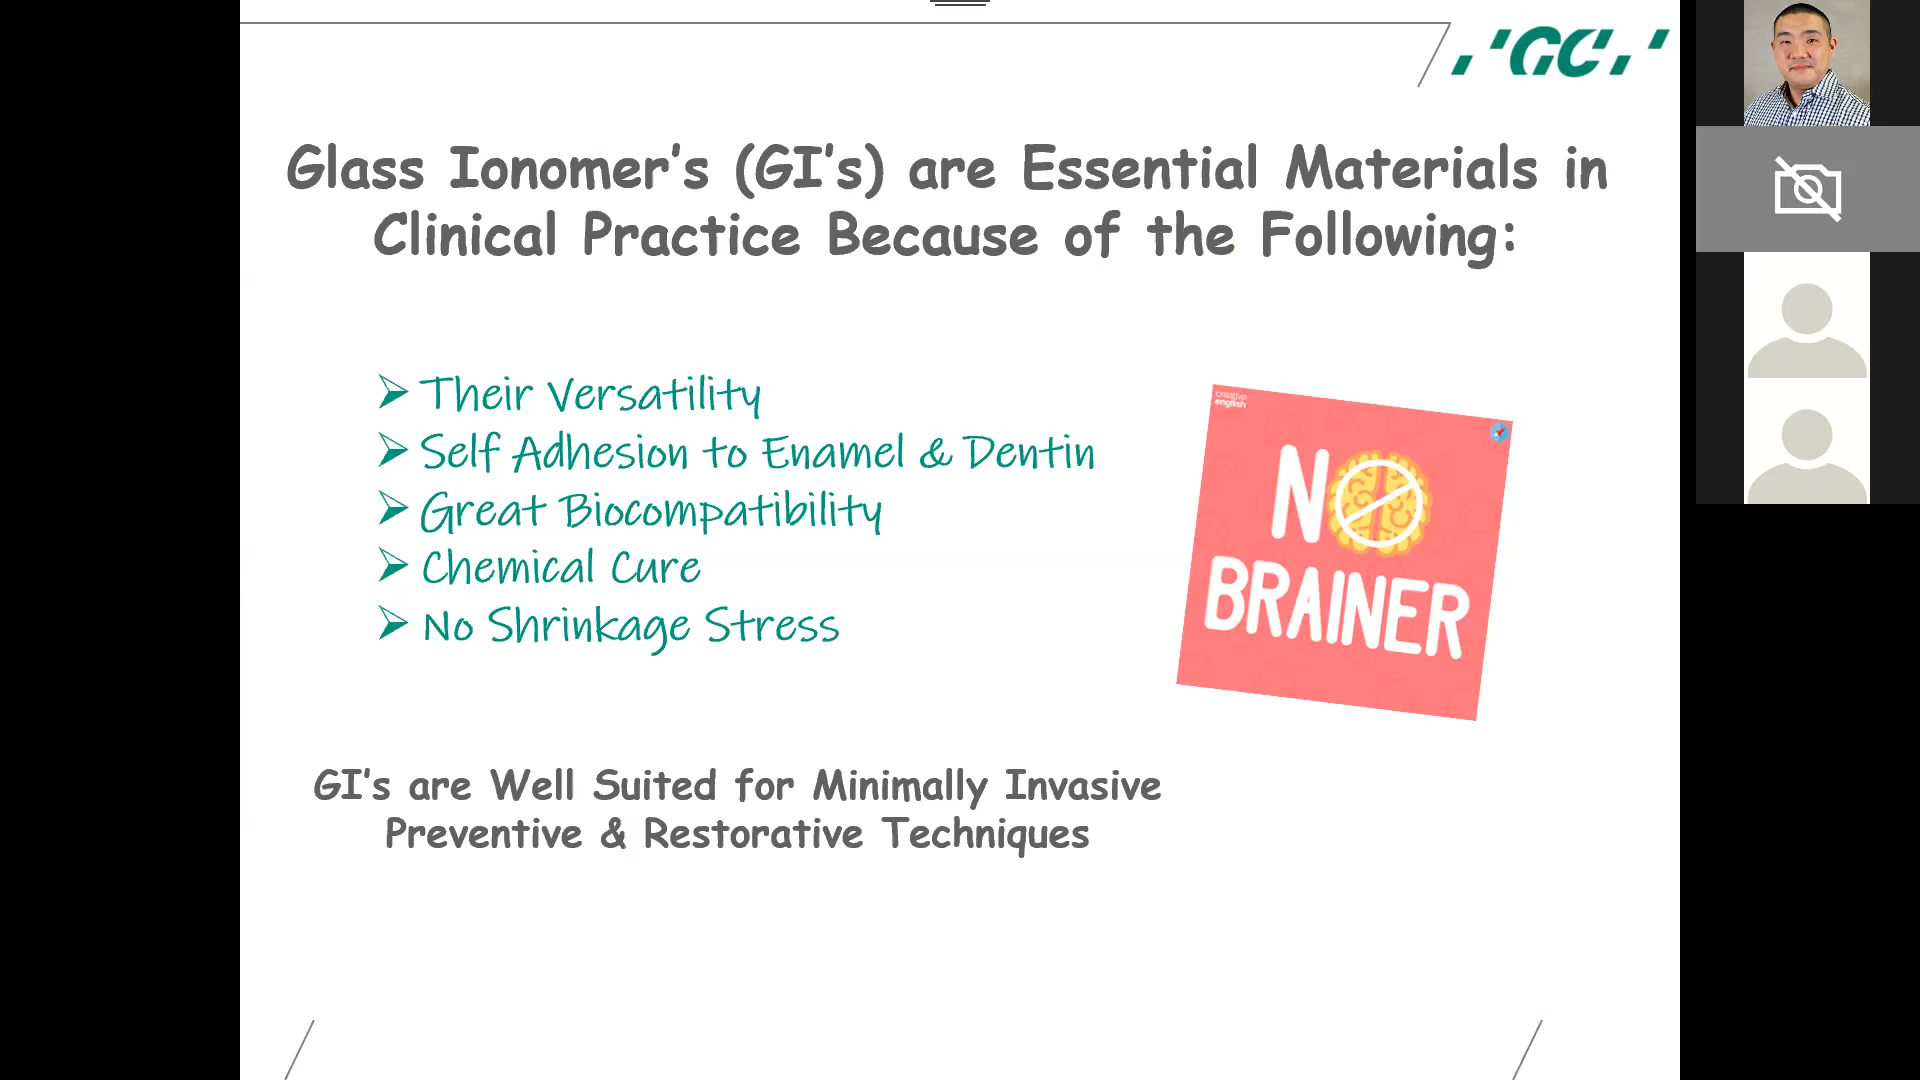 GC
Glass Ionomer’s (GI’s) are Essential Materials in
Clinical Practice Because of the Following:
Their Versatility
Self Adhesion to Enamel & Dentin
Great Biocompatibility
Chemical Cure
No Shrinkage Stress
creative
english
NO
BRAINER
GI’s are Well Suited for Minimally Invasive
Preventive & Restorative Techniques